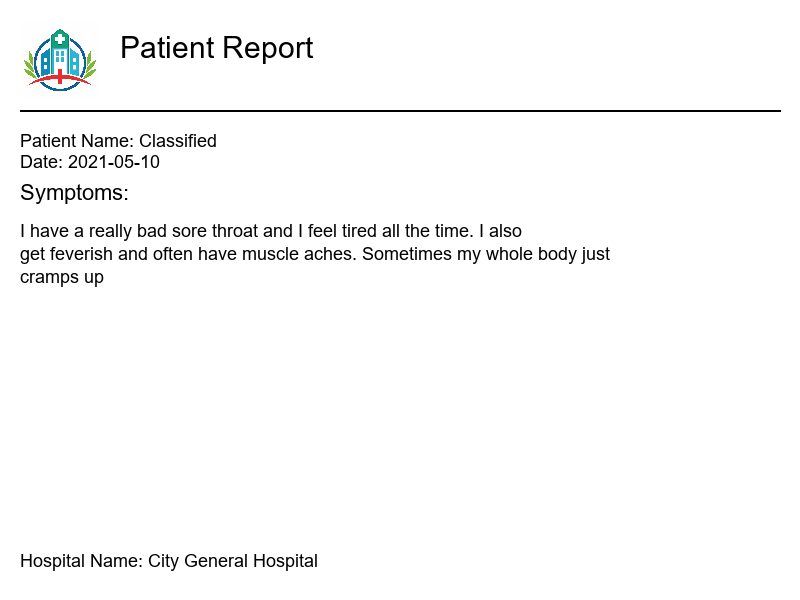 Patient Report
Patient Name: Classified
Date: 2021-05-10
Symptoms:
I have a really bad sore throat and I feel tired all the time. I also
get feverish and often have muscle aches. Sometimes my whole body just
cramps up
Hospital Name: City General Hospital